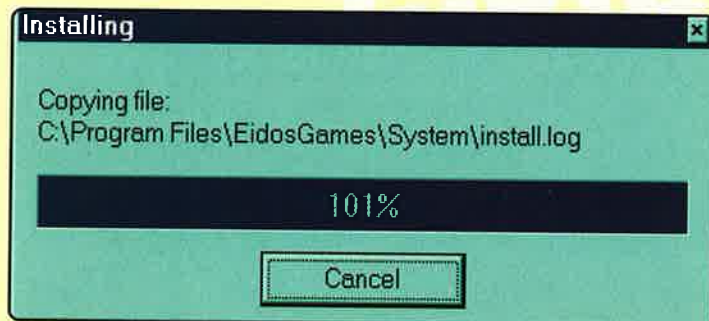 Installing
Copying file:
C:\Program Files\EidosGames\System\install.log
101%
Cancel